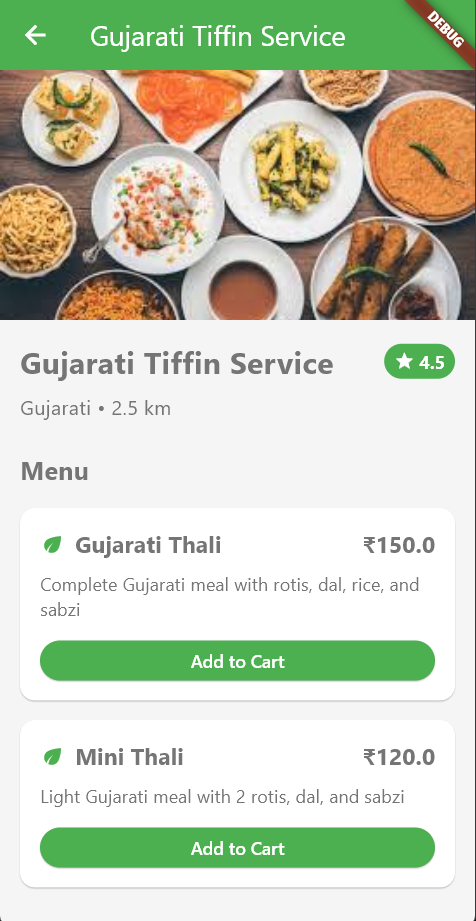 Gujarati Tiffin Service
DEBUG
Gujarati Tiffin Service
4.5
Gujarati • 2.5 km
Menu
Gujarati Thali
₹150.0
Complete Gujarati meal with rotis, dal, rice, and
sabzi
Add to Cart
Mini Thali
₹120.0
Light Gujarati meal with 2 rotis, dal, and sabzi
Add to Cart